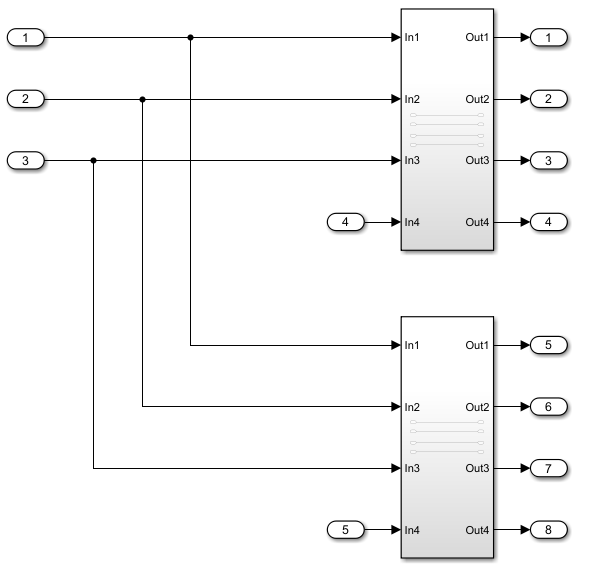 1 In1 Out1 1
2 In2 Out2 2
3 In3 Out3 3
4 In4 Out4 4
In1 Out1 5
In2 Out2 6
In3 Out3 7
5 In4 Out4 8